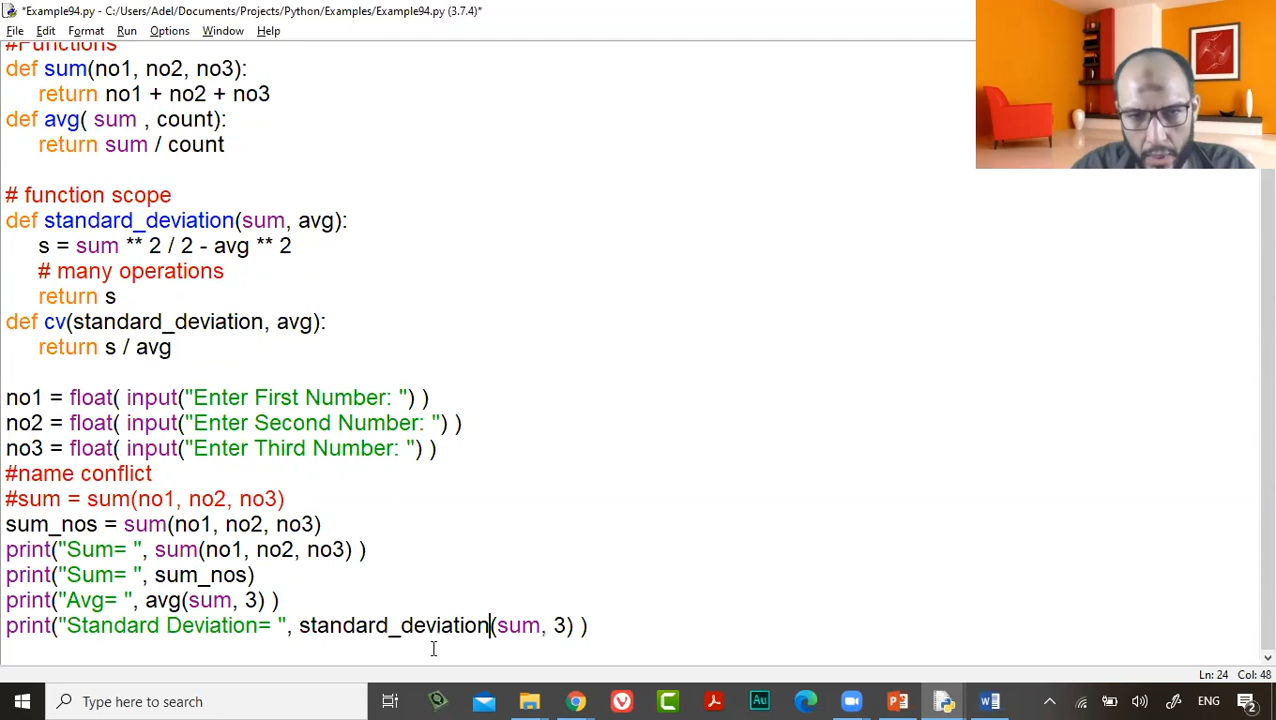 *Example94.py - C:/Users/Adel/Documents/Projects/Python/Examples/Example94.py (3.7.4)*
File Edit Format Run Options Window Help
#Functions
def sum(no1, no2, no3):
    return no1 + no2 + no3
def avg( sum , count):
    return sum / count
# function scope
def standard_deviation(sum, avg):
    s = sum ** 2 / 2 - avg ** 2
    # many operations
    return s
def cv(standard_deviation, avg):
    return s / avg
no1 = float( input("Enter First Number: ") )
no2 = float( input("Enter Second Number: ") )
no3 = float( input("Enter Third Number: ") )
#name conflict
#sum = sum(no1, no2, no3)
sum_nos = sum(no1, no2, no3)
print("Sum= ", sum(no1, no2, no3) )
print("Sum= ", sum_nos)
print("Avg= ", avg(sum, 3) )
print("Standard Deviation= ", standard_deviation(sum, 3) )
Ln: 24 Col: 48
Type here to search
Au
ENG
2